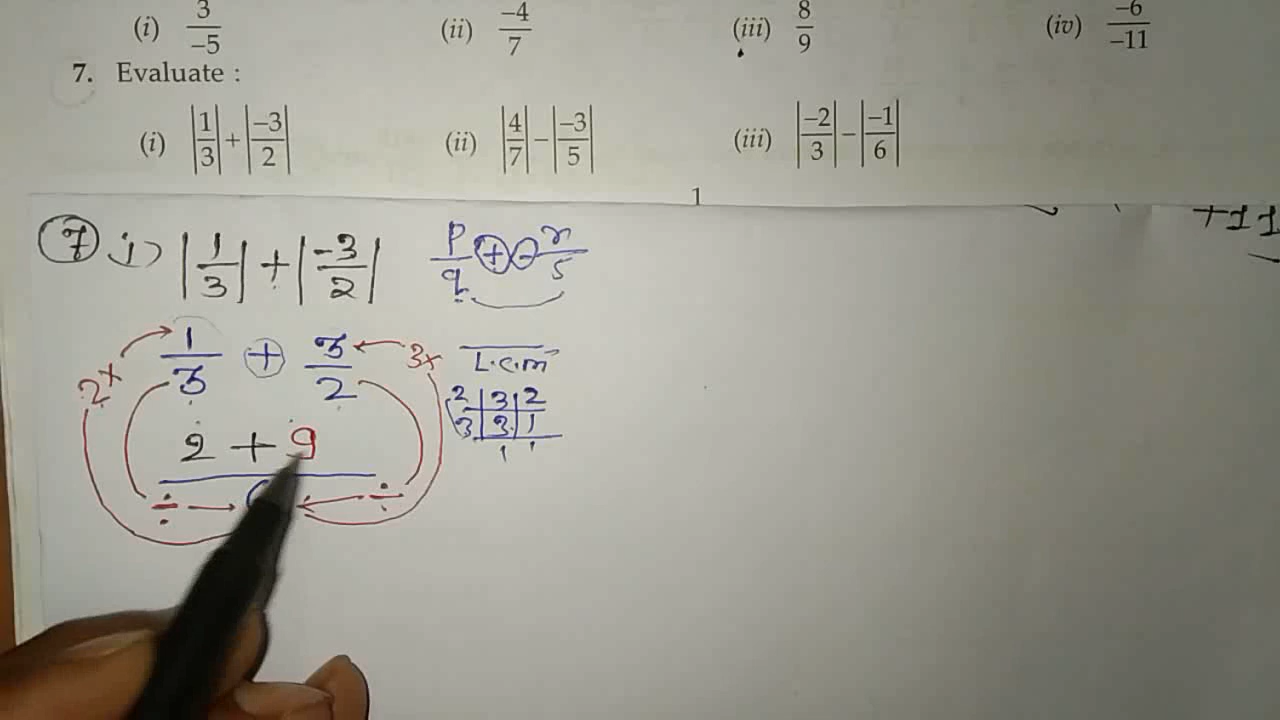 (i) 3/-5 (ii) -4/7 (iii) 8/9 (iv) -6/-11
7. Evaluate :
(i) |1/3| + |-3/2| (ii) |4/7| - |-3/5| (iii) |-2/3| - |-1/6|
1
7 i) |1/3| + |-3/2| p/q + - r/s
2x 1/3 + 3/2 3x
L.c.m
2 | 3 | 2
3 | 3 | 1
1 1
2 + 9
÷ → ← ÷